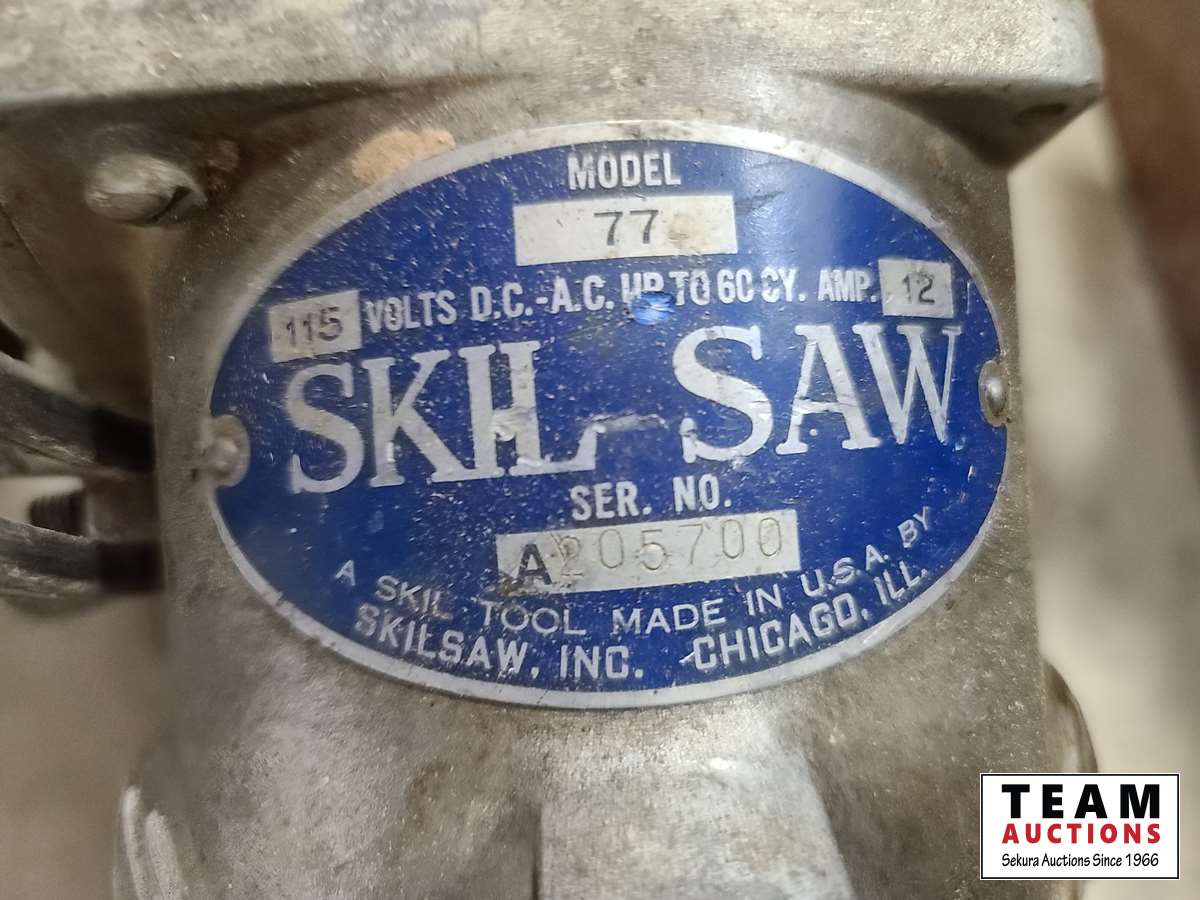 MODEL
77
115 VOLTS D.C.-A.C. UP TO 60 CY. AMP. 12
SKIL SAW
SER. NO.
A205700
A SKIL TOOL MADE IN U.S.A. BY
SKILSAW, INC. CHICAGO, ILL.
TEAM
AUCTIONS
Sekura Auctions Since 1966